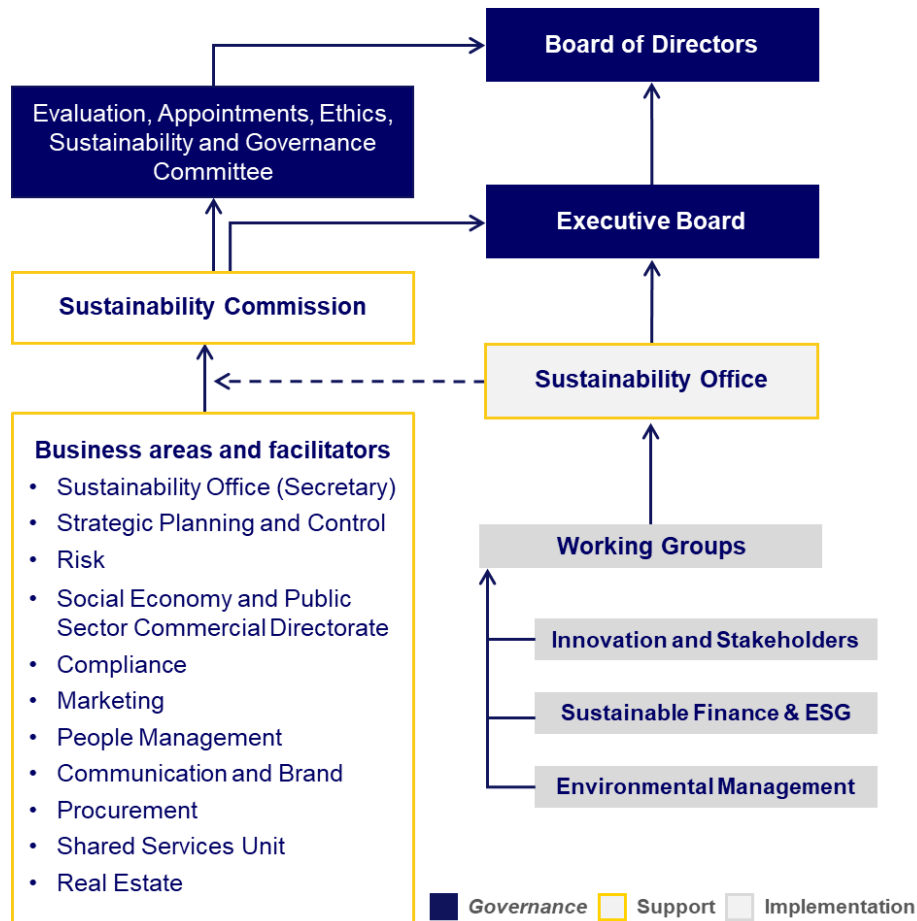 Board of Directors
Evaluation, Appointments, Ethics,
Sustainability and Governance
Committee
Executive Board
Sustainability Commission
Sustainability Office
Business areas and facilitators
• Sustainability Office (Secretary)
• Strategic Planning and Control
• Risk
• Social Economy and Public
Sector Commercial Directorate
• Compliance
• Marketing
• People Management
• Communication and Brand
• Procurement
• Shared Services Unit
• Real Estate
Working Groups
Innovation and Stakeholders
Sustainable Finance & ESG
Environmental Management
Governance Support Implementation